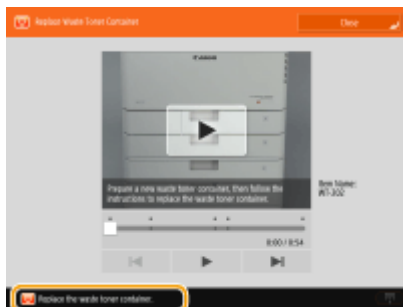 Replace Waste Toner Container
Close
Canon
Prepare a new waste toner container, then follow the
instructions to replace the waste toner container.
Item Name:
WT-202
0:00 / 0:54
Replace the waste toner container.